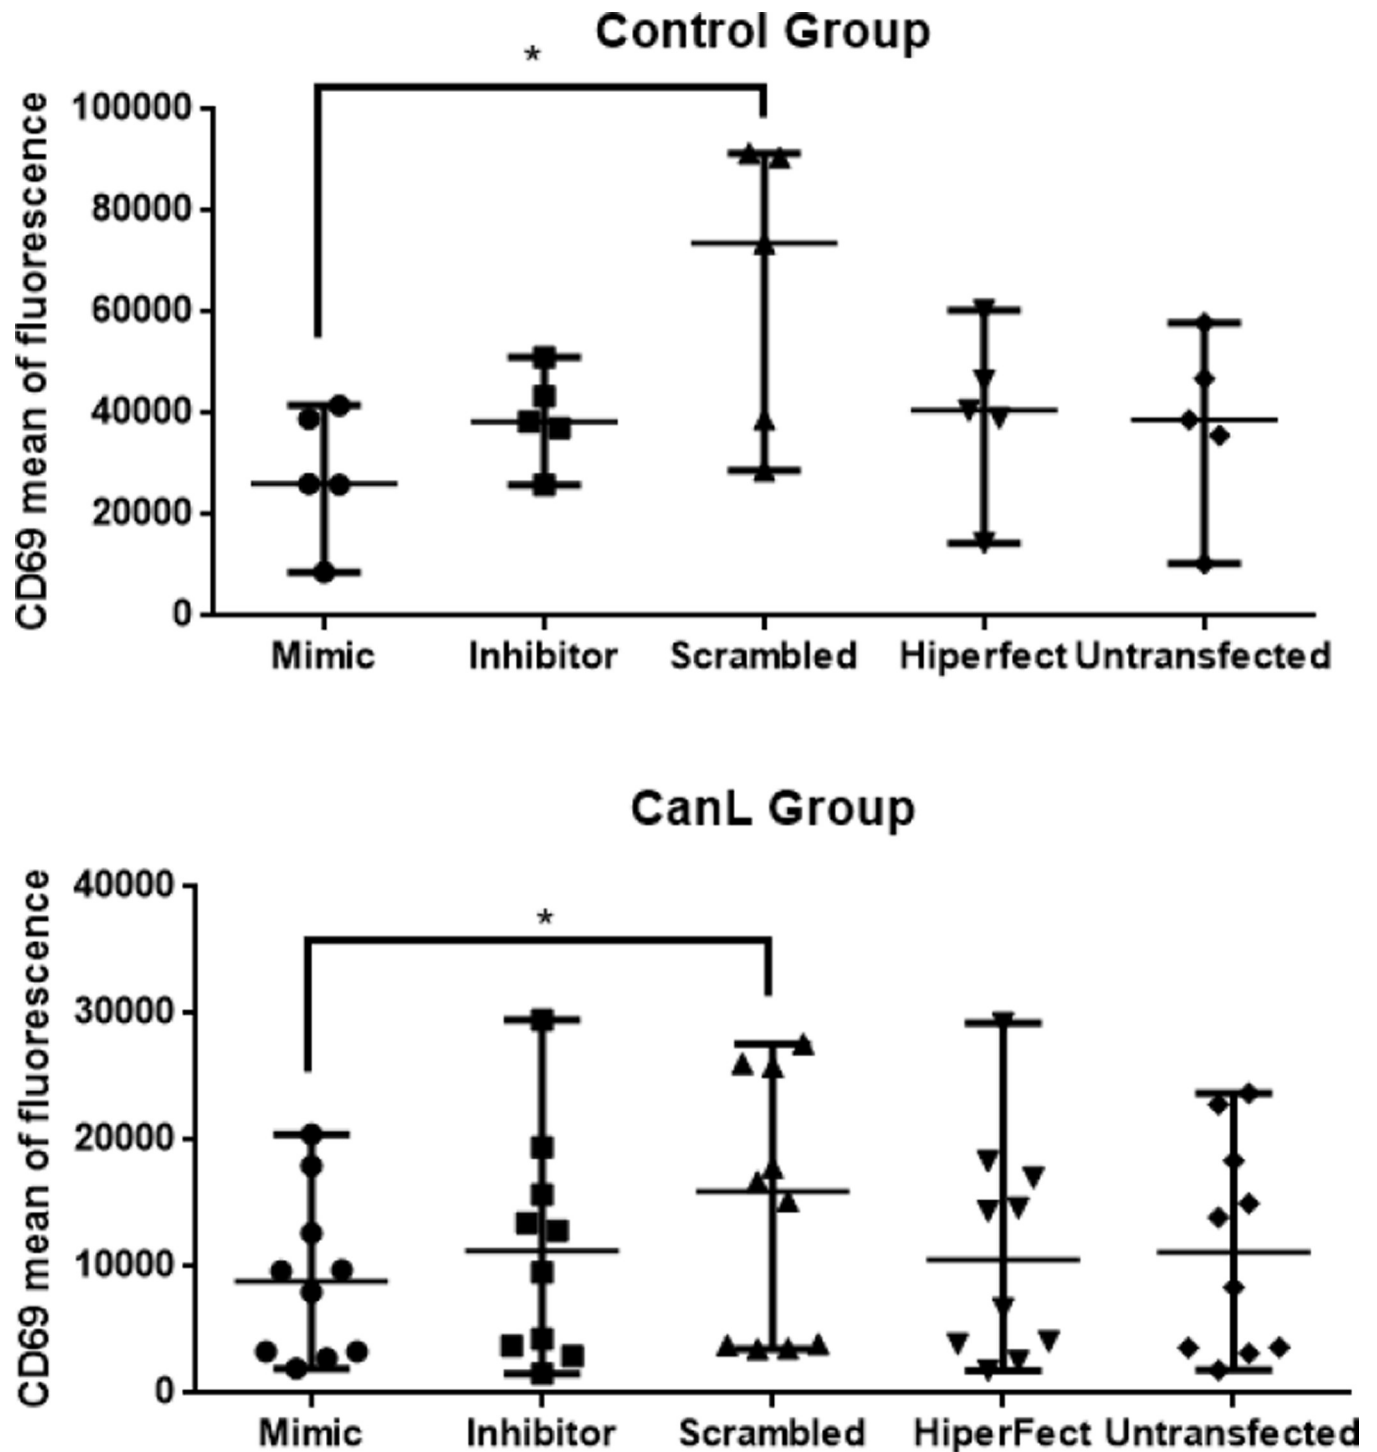 Control Group
*
CD69 mean of fluorescence
100000
80000
60000
40000
20000
0
Mimic Inhibitor Scrambled Hiperfect Untransfected
CanL Group
*
CD69 mean of fluorescence
40000
30000
20000
10000
0
Mimic Inhibitor Scrambled HiperFect Untransfected